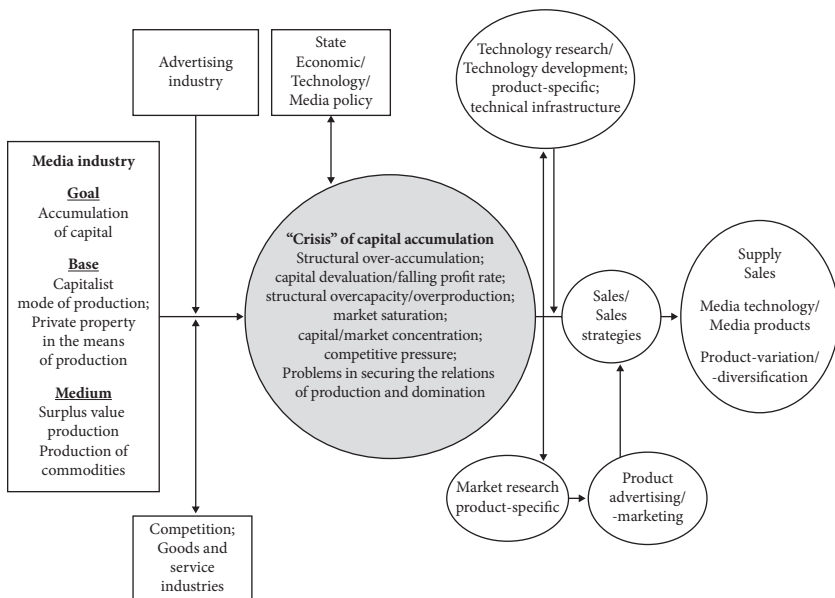 Advertising
industry
State
Economic/
Technology/
Media policy
Technology research/
Technology development;
product-specific;
technical infrastructure
Media industry
Goal
Accumulation
of capital
Base
Capitalist
mode of production;
Private property
in the means
of production
Medium
Surplus value
production
Production of
commodities
“Crisis” of capital accumulation
Structural over-accumulation;
capital devaluation/falling profit rate;
structural overcapacity/overproduction;
market saturation;
capital/market concentration;
competitive pressure;
Problems in securing the relations
of production and domination
Sales/
Sales
strategies
Supply
Sales
Media technology/
Media products
Product-variation/
-diversification
Market research
product-specific
Product
advertising/
-marketing
Competition;
Goods and
service
industries